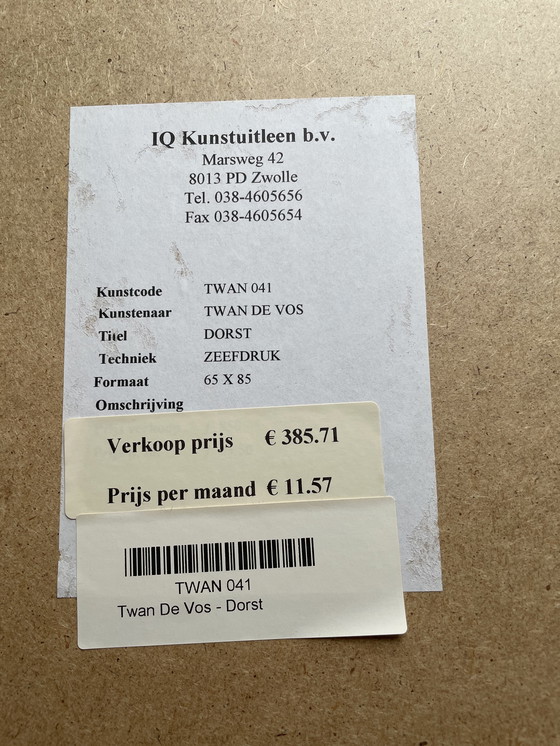 IQ Kunstuitleen b.v.
Marsweg 42
8013 PD Zwolle
Tel. 038-4605656
Fax 038-4605654
Kunstcode TWAN 041
Kunstenaar TWAN DE VOS
Titel DORST
Techniek ZEEFDRUK
Formaat 65 X 85
Omschrijving
Verkoop prijs € 385.71
Prijs per maand € 11.57
TWAN 041
Twan De Vos - Dorst